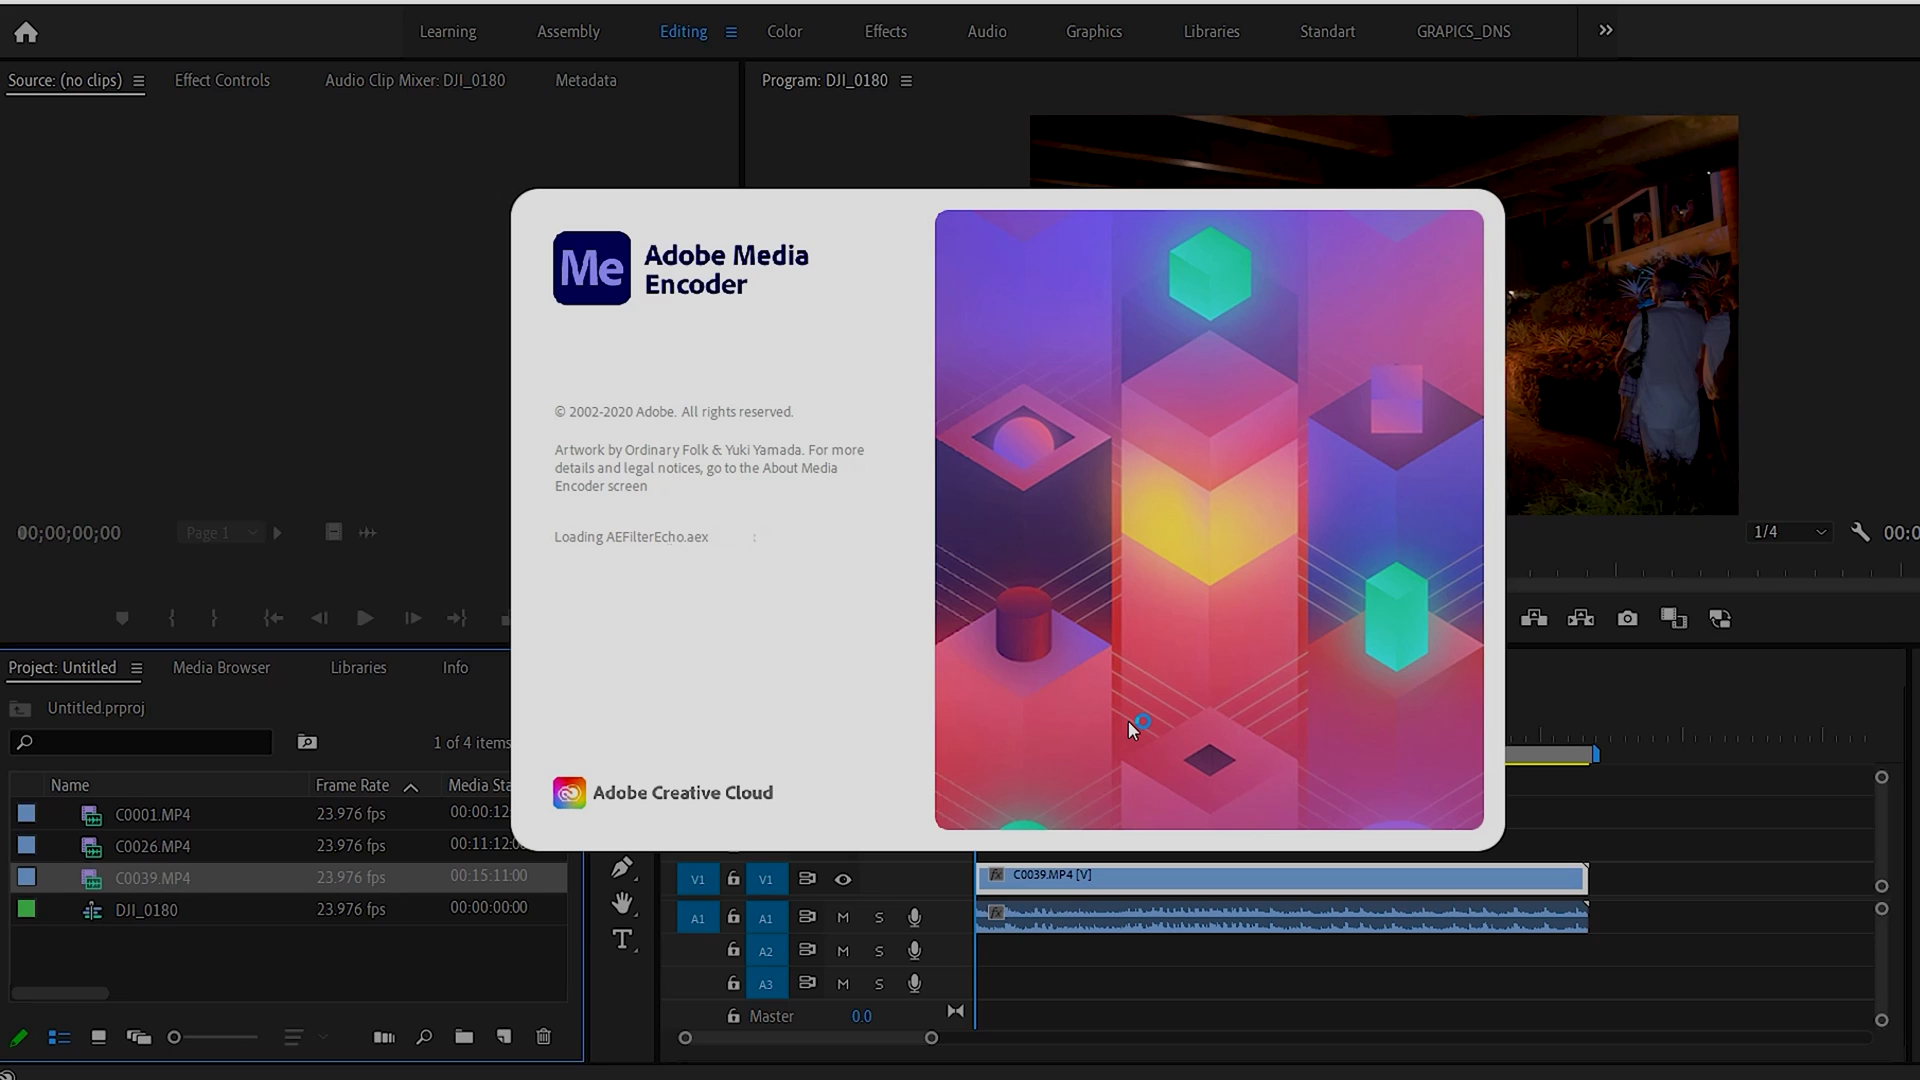 Learning Assembly Editing Color Effects Audio Graphics Libraries Standart GRAPICS_DNS
Source: (no clips) Effect Controls Audio Clip Mixer: DJI_0180 Metadata
Program: DJI_0180
Me Adobe Media
Encoder
© 2002-2020 Adobe. All rights reserved.
Artwork by Ordinary Folk & Yuki Yamada. For more
details and legal notices, go to the About Media
Encoder screen
Loading AEFilterEcho.aex
Adobe Creative Cloud
00;00;00;00 Page 1
1/4 00:0
Project: Untitled Media Browser Libraries Info
Untitled.prproj
1 of 4 items
Name Frame Rate Media Sta
C0001.MP4 23.976 fps 00:00:12:
C0026.MP4 23.976 fps 00:11:12:0
C0039.MP4 23.976 fps 00:15:11:00
DJI_0180 23.976 fps 00:00:00:00
V1 V1 fx C0039.MP4 [V]
A1 A1 M S fx
A2 M S
A3 M S
Master 0.0
T